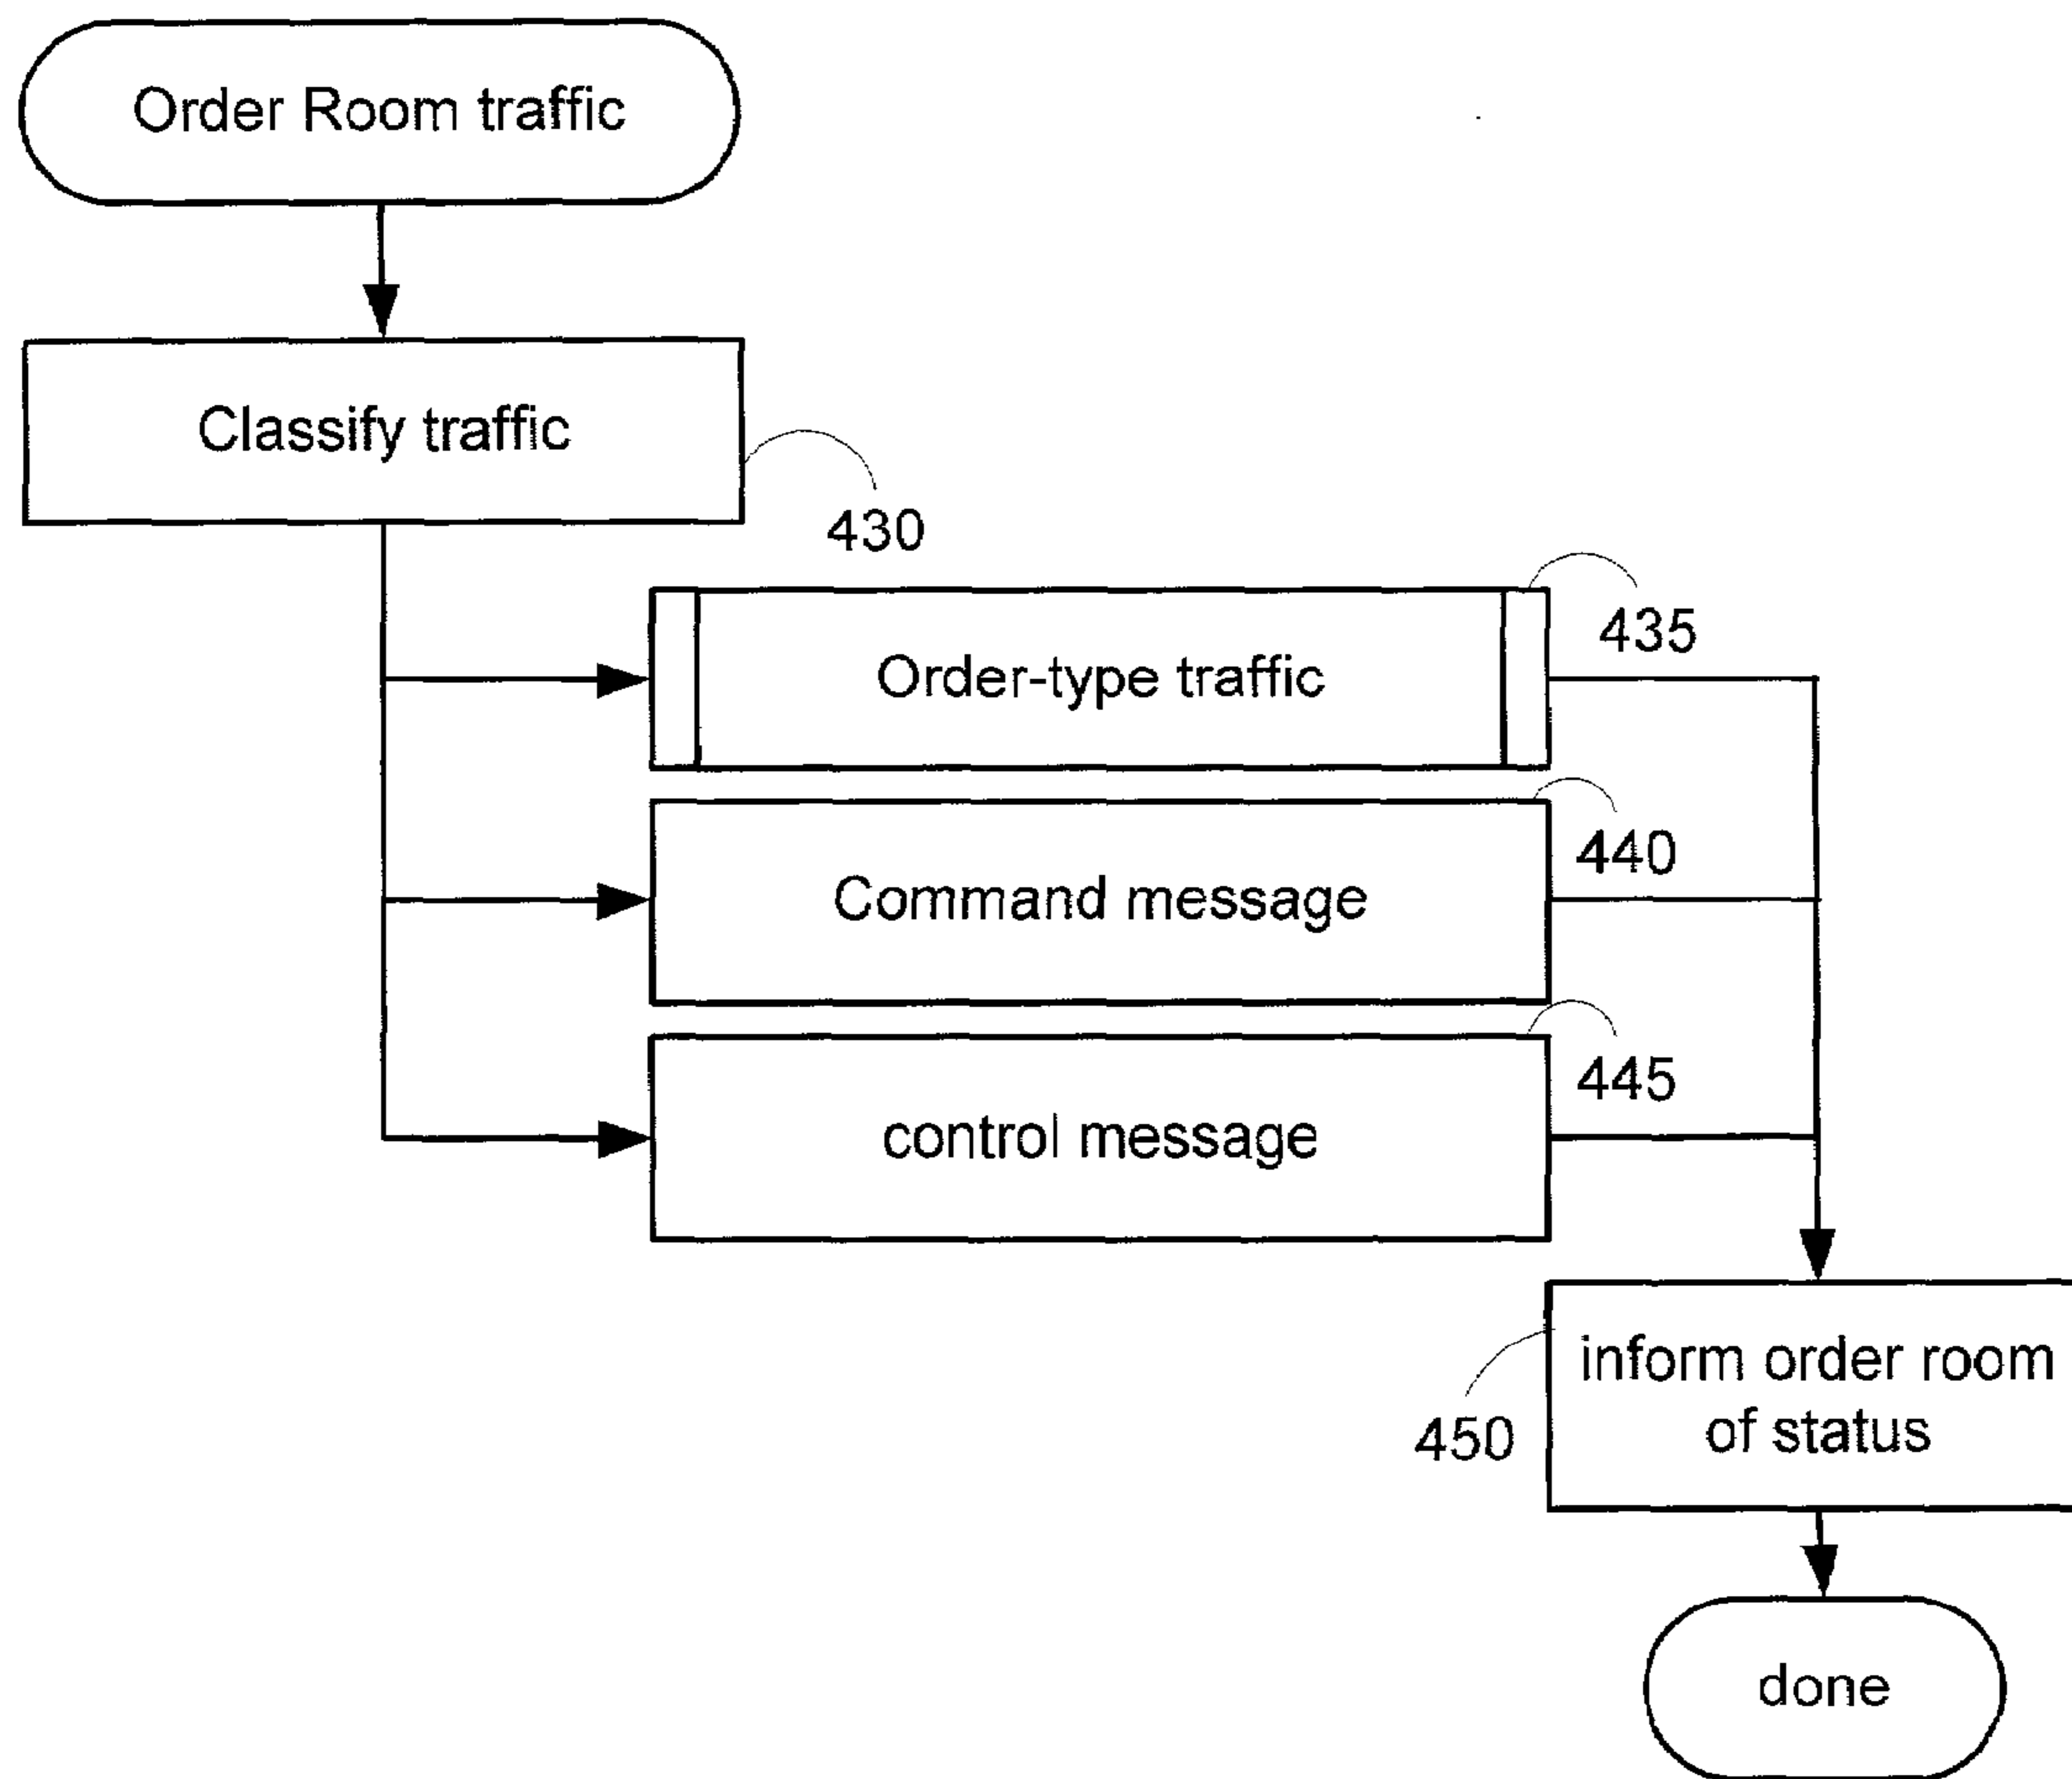 Order Room traffic
Classify traffic
430
435
Order-type traffic
440
Command message
445
control message
inform order room
of status
450
done